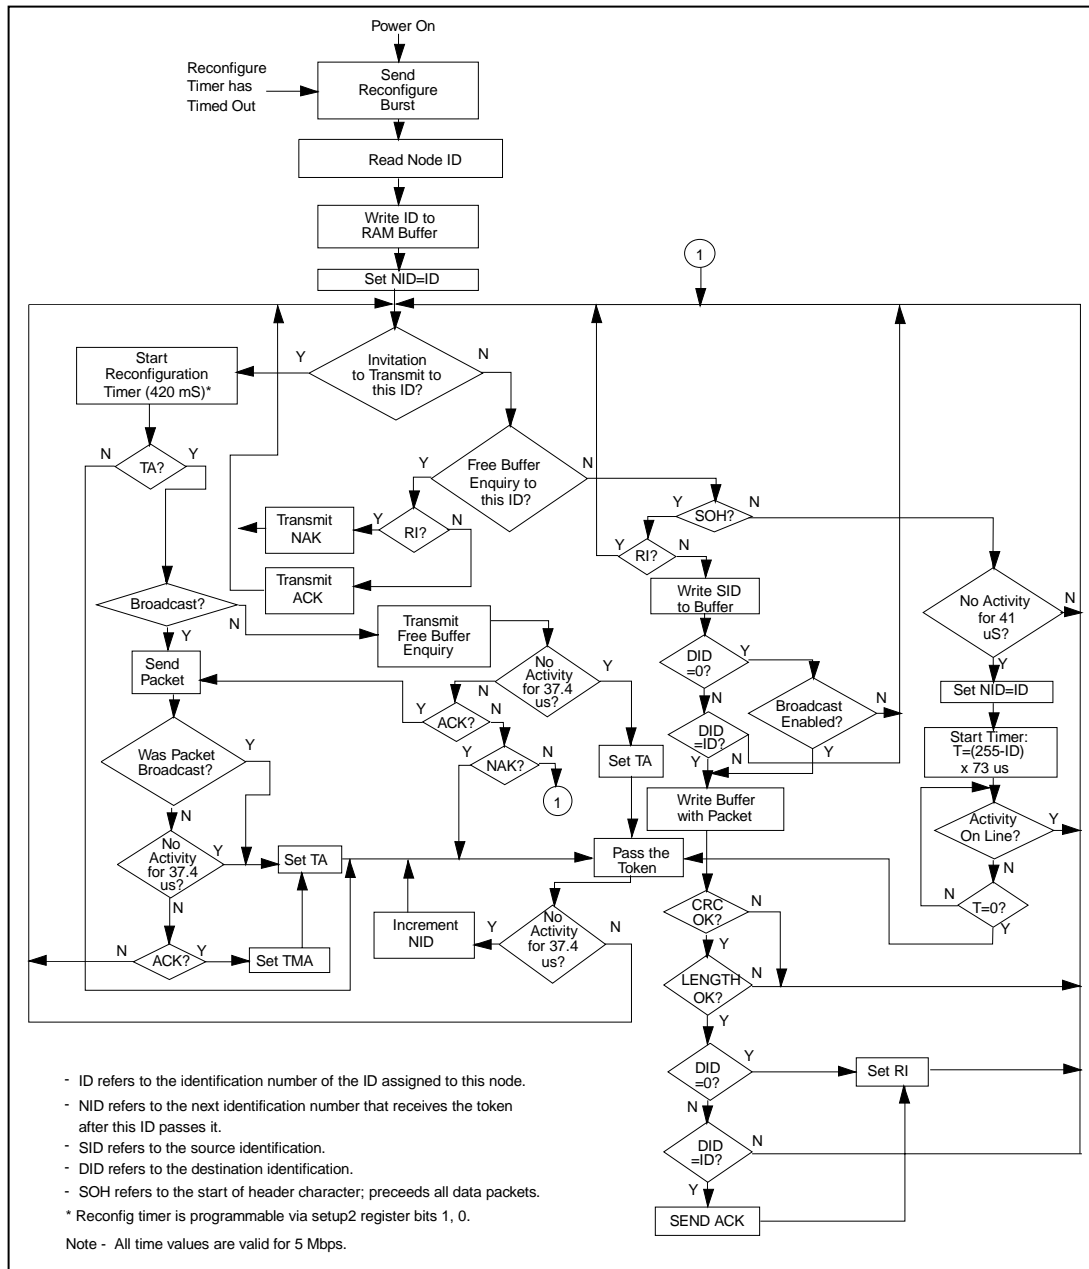 Power On
Reconfigure
Timer has
Timed Out
Send
Reconfigure
Burst
Read Node ID
Write ID to
RAM Buffer
Set NID=ID
1
Start
Reconfiguration
Timer (420 mS)*
Y
Invitation
to Transmit to
this ID?
N
N
TA?
Y
Y
Free Buffer
Enquiry to
this ID?
N
Transmit
NAK
Y
RI?
N
Transmit
ACK
Y
SOH?
N
Y
RI?
N
Write SID
to Buffer
No Activity
for 41
uS?
N
Y
Broadcast?
N
Y
Transmit
Free Buffer
Enquiry
Send
Packet
No
Activity
for 37.4
us?
N
Y
DID
=0?
Y
N
Set NID=ID
Broadcast
Enabled?
N
Y
Y
ACK?
N
DID
=ID?
N
Y
Start Timer:
T=(255-ID)
x 73 us
Was Packet
Broadcast?
Y
N
Y
NAK?
N
1
Set TA
Write Buffer
with Packet
Activity
On Line?
Y
N
No
Activity
for 37.4
us?
Y
N
Set TA
Pass the
Token
N
T=0?
Y
CRC
OK?
N
Y
Increment
NID
Y
No
Activity
for 37.4
us?
N
N
ACK?
Y
Set TMA
LENGTH
OK?
N
Y
DID
=0?
Y
N
Set RI
DID
=ID?
N
Y
SEND ACK
- ID refers to the identification number of the ID assigned to this node.
- NID refers to the next identification number that receives the token
after this ID passes it.
- SID refers to the source identification.
- DID refers to the destination identification.
- SOH refers to the start of header character; preceeds all data packets.
* Reconfig timer is programmable via setup2 register bits 1, 0.
Note - All time values are valid for 5 Mbps.